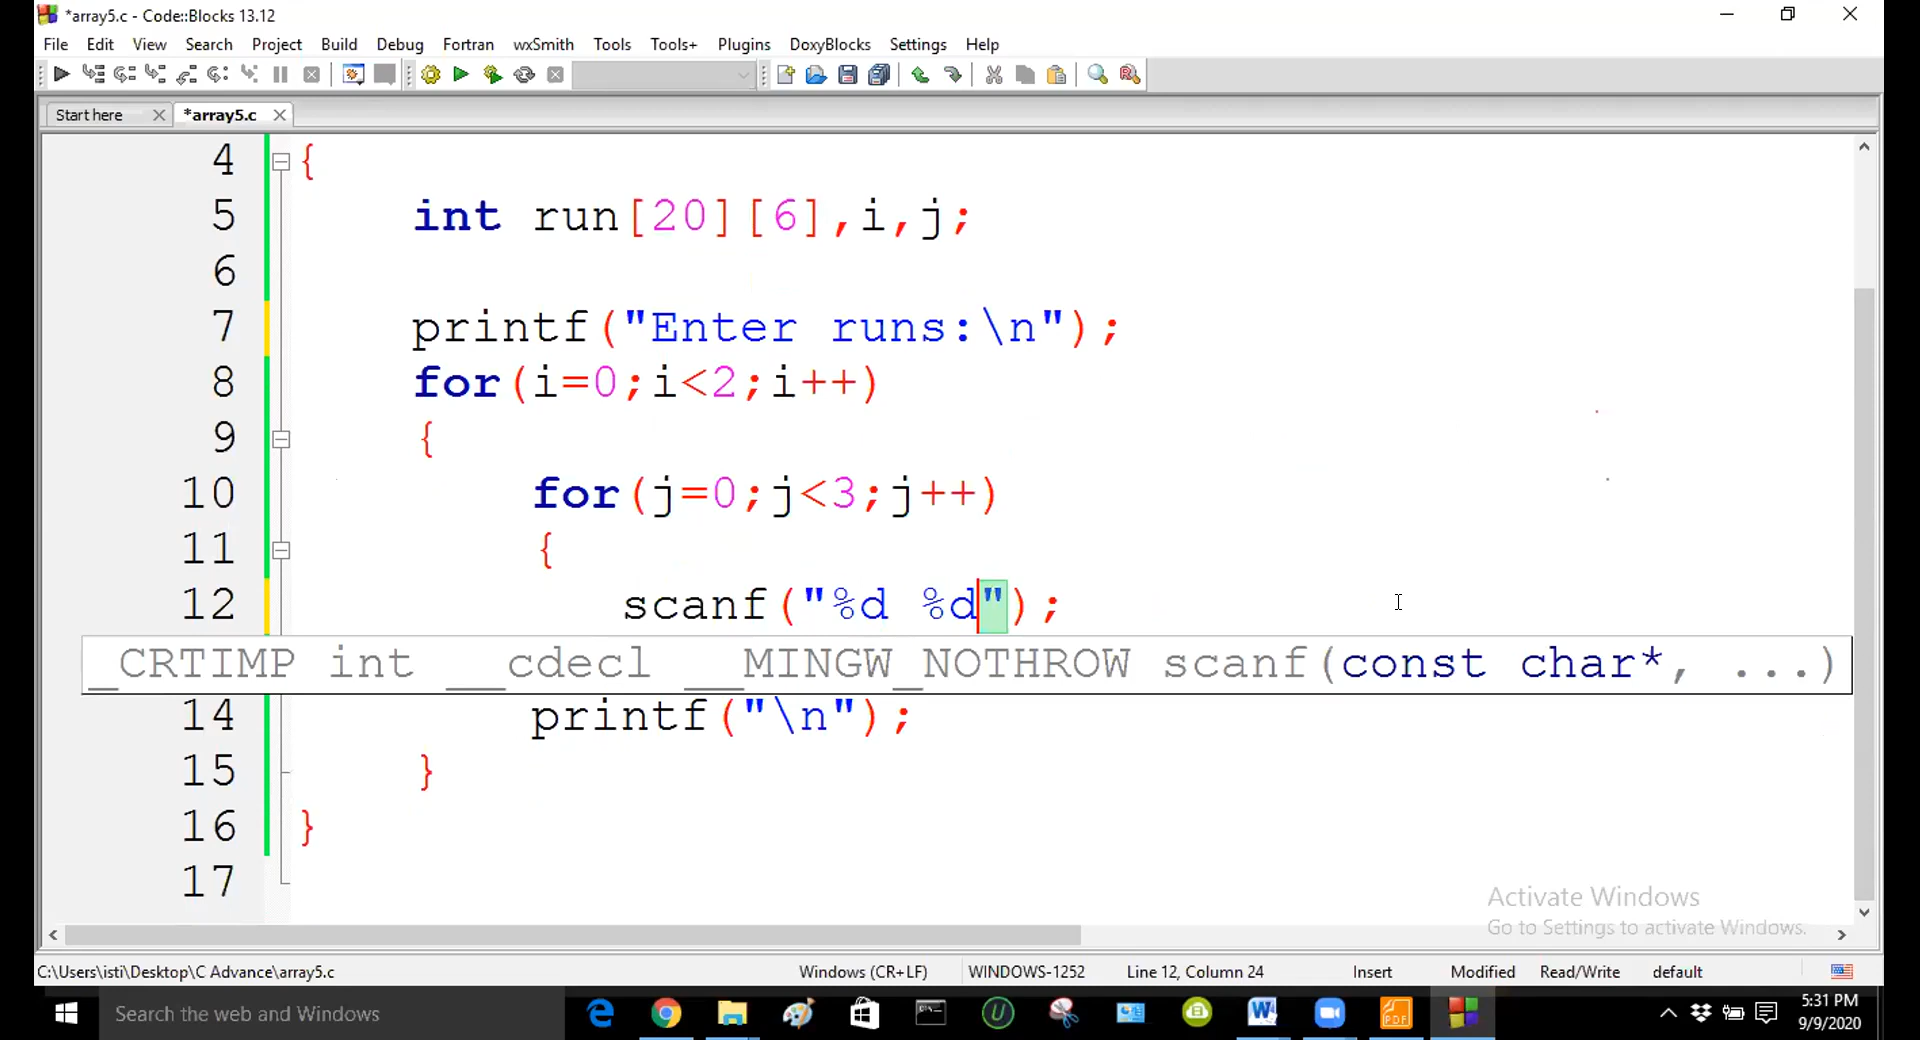 *array5.c - Code::Blocks 13.12
File Edit View Search Project Build Debug Fortran wxSmith Tools Tools+ Plugins DoxyBlocks Settings Help
Start here *array5.c
4 {
5 int run[20][6],i,j;
6
7 printf("Enter runs:\n");
8 for(i=0;i<2;i++)
9 {
10 for(j=0;j<3;j++)
11 {
12 scanf("%d %d");
_CRTIMP int __cdecl __MINGW_NOTHROW scanf(const char*, ...)
14 printf("\n");
15 }
16 }
17
Activate Windows
Go to Settings to activate Windows.
C:\Users\isti\Desktop\C Advance\array5.c Windows (CR+LF) WINDOWS-1252 Line 12, Column 24 Insert Modified Read/Write default
Search the web and Windows
5:31 PM
9/9/2020